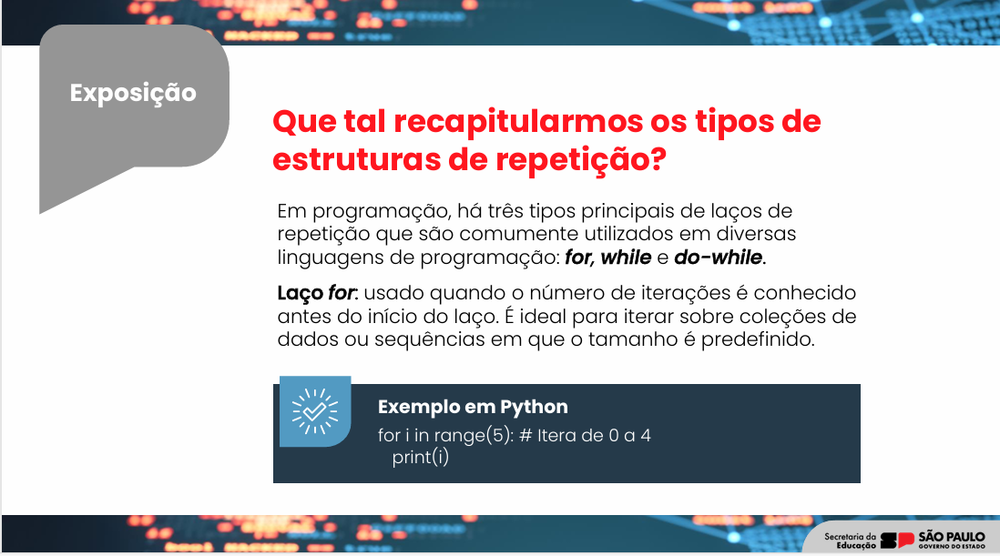 HACKED == true
Exposição
Que tal recapitularmos os tipos de
estruturas de repetição?
Em programação, há três tipos principais de laços de
repetição que são comumente utilizados em diversas
linguagens de programação: for, while e do-while.
Laço for: usado quando o número de iterações é conhecido
antes do início do laço. É ideal para iterar sobre coleções de
dados ou sequências em que o tamanho é predefinido.
Exemplo em Python
for i in range(5): # Itera de 0 a 4
print(i)
Secretaria da
Educação
SÃO PAULO
GOVERNO DO ESTADO